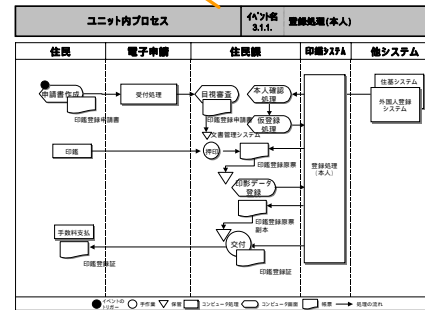 ユニット内プロセス
イベント名
3.1.1.
登録処理(本人)
住民
電子申請
住民課
印鑑システム
他システム
申請書作成
受付処理
目視審査
本人確認
処理
住基システム
外国人登録
システム
印鑑登録申請書
印鑑登録申請書
仮登録
処理
文書管理システム
印鑑
押印
印鑑登録原票
登録処理
(本人)
印影データ
登録
印鑑登録原票
副本
手数料支払
交付
印鑑登録証
印鑑登録証
イベントの
トリガー
手作業
保管
コンピュータ処理
コンピュータ画面
帳票
処理の流れ